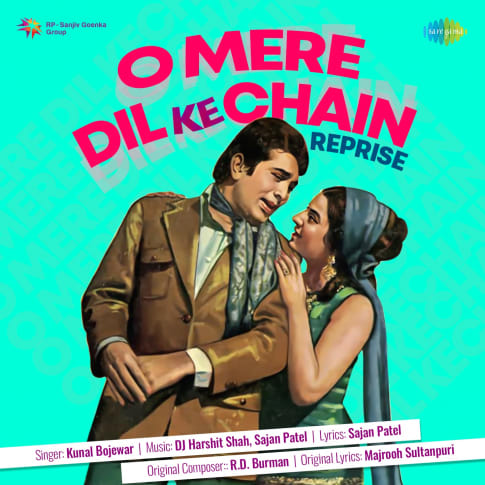 RP - Sanjiv Goenka
Group
SAREGAMA
O MERE
DIL KE CHAIN
REPRISE
Singer: Kunal Bojewar | Music: DJ Harshit Shah, Sajan Patel | Lyrics: Sajan Patel
Original Composer:: R.D. Burman | Original Lyrics: Majrooh Sultanpuri